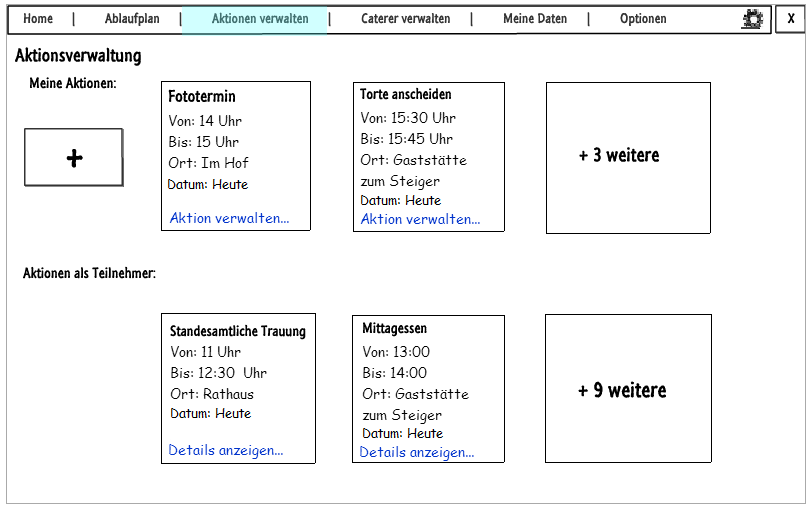 Home | Ablaufplan | Aktionen verwalten | Caterer verwalten | Meine Daten | Optionen X
Aktionsverwaltung
Meine Aktionen:
+
Fototermin
Von: 14 Uhr
Bis: 15 Uhr
Ort: Im Hof
Datum: Heute
Aktion verwalten...
Torte anscheiden
Von: 15:30 Uhr
Bis: 15:45 Uhr
Ort: Gaststätte
zum Steiger
Datum: Heute
Aktion verwalten...
+ 3 weitere
Aktionen als Teilnehmer:
Standesamtliche Trauung
Von: 11 Uhr
Bis: 12:30 Uhr
Ort: Rathaus
Datum: Heute
Details anzeigen...
Mittagessen
Von: 13:00
Bis: 14:00
Ort: Gaststätte
zum Steiger
Datum: Heute
Details anzeigen...
+ 9 weitere